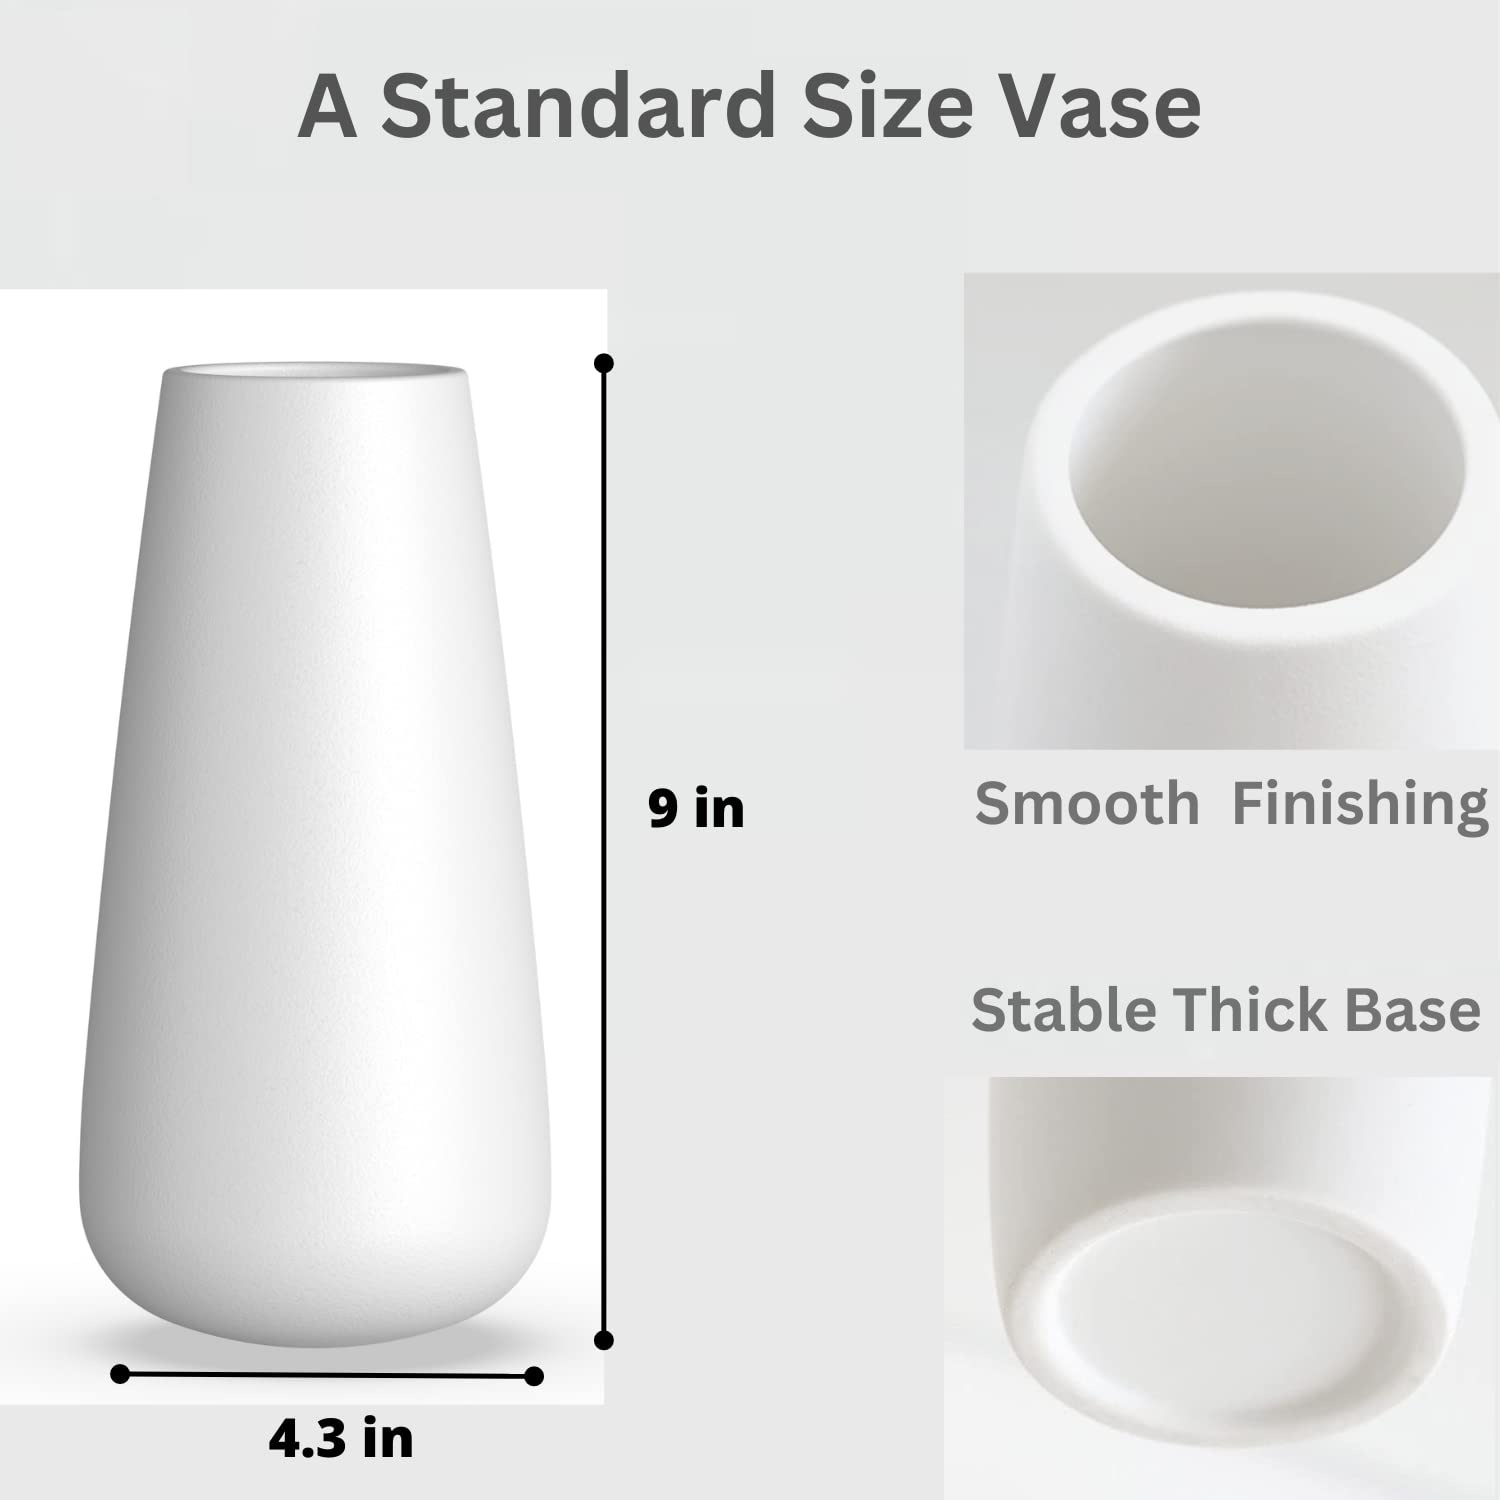 A Standard Size Vase
9 in
4.3 in
Smooth Finishing
Stable Thick Base